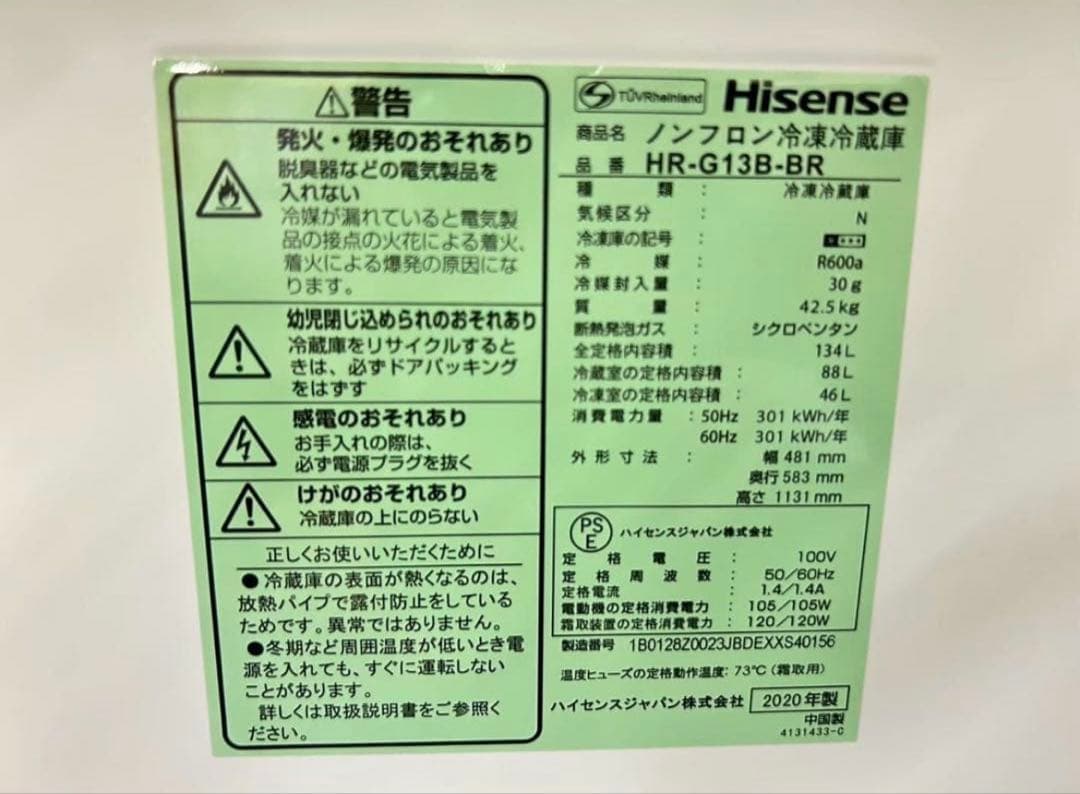 ⚠警告
発火・爆発のおそれあり
脱臭器などの電気製品を
入れない
冷媒が漏れていると電気製
品の接点の火花による着火、
着火による爆発の原因にな
ります。
幼児閉じ込められのおそれあり
冷蔵庫をリサイクルすると
きは、必ずドアパッキング
をはずす
感電のおそれあり
お手入れの際は、
必ず電源プラグを抜く
けがのおそれあり
冷蔵庫の上にのらない
正しくお使いいただくために
●冷蔵庫の表面が熱くなるのは、
放熱パイプで露付防止をしている
ためです。異常ではありません。
●冬期など周囲温度が低いとき電
源を入れても、すぐに運転しない
ことがあります。
詳しくは取扱説明書をご参照く
ださい。
TÜVRheinland Hisense
商品名 ノンフロン冷凍冷蔵庫
品番 HR-G13B-BR
種類 : 冷凍冷蔵庫
気候区分 : N
冷凍庫の記号 :
冷媒 : R600a
冷媒封入量 : 30g
質量 : 42.5kg
断熱発泡ガス : シクロペンタン
全定格内容積 : 134L
冷蔵室の定格内容積 : 88L
冷凍室の定格内容積 : 46L
消費電力量 : 50Hz 301 kWh/年
60Hz 301 kWh/年
外形寸法 : 幅 481 mm
奥行 583 mm
高さ 1131 mm
PSE ハイセンスジャパン株式会社
定格電圧 : 100V
定格周波数 : 50/60Hz
定格電流 : 1.4/1.4A
電動機の定格消費電力 : 105/105W
霜取装置の定格消費電力 : 120/120W
製造番号 1B0128Z0023JBDEXXS40156
温度ヒューズの定格動作温度: 73℃(霜取用)
ハイセンスジャパン株式会社 2020年製
中国製
4131433-C